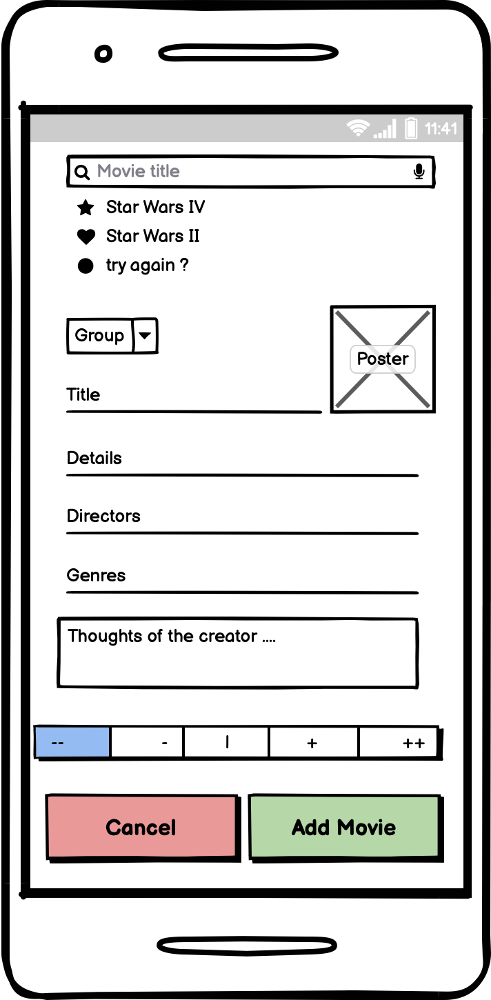 11:41
Movie title
Star Wars IV
Star Wars II
try again ?
Group
Poster
Title
Details
Directors
Genres
Thoughts of the creator ....
-- - | + ++
Cancel Add Movie